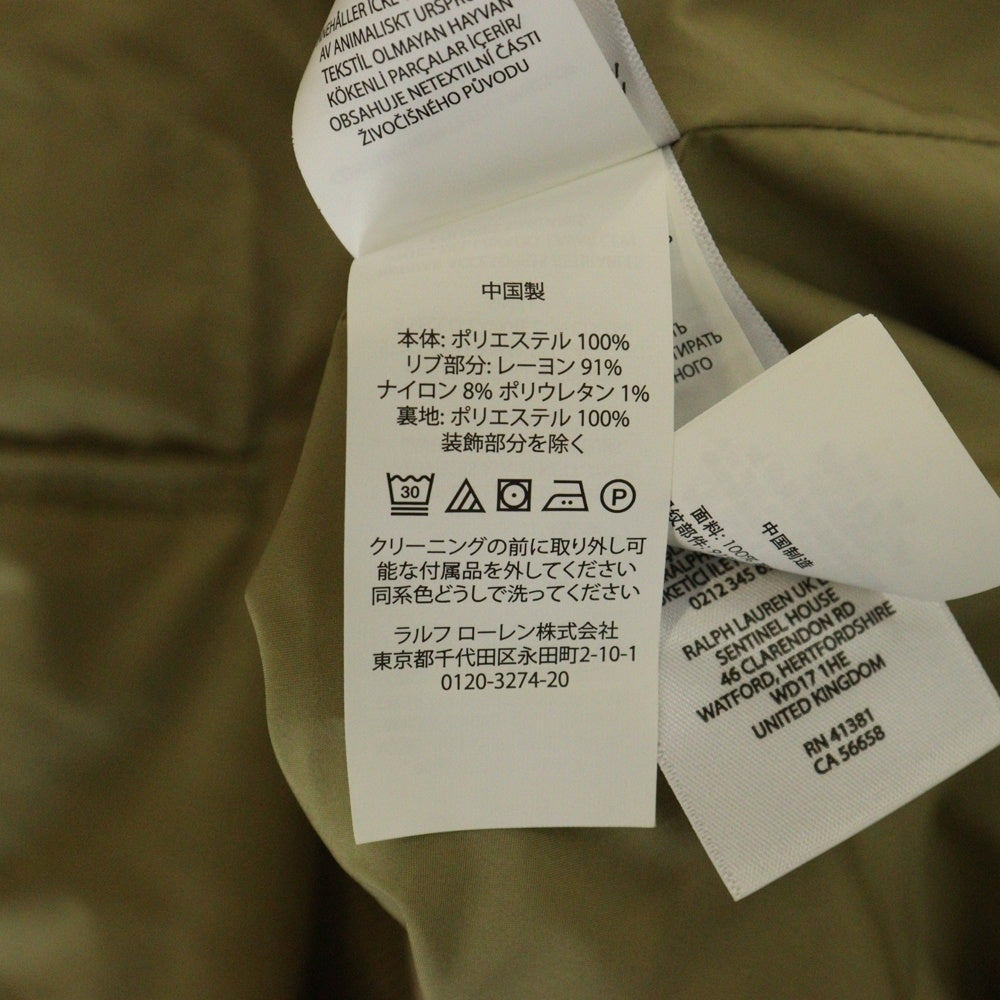 AV ANIMALISKT
TEKSTİL OLMAYAN HAYVAN
KÖKENLİ PARÇALAR İÇERİR/
OBSAHUJE NETEXTILNÍ ČÁSTI
ŽIVOČIŠNÉHO PŮVODU
中国製
本体: ポリエステル 100%
リブ部分: レーヨン 91%
ナイロン 8% ポリウレタン 1%
裏地: ポリエステル 100%
装飾部分を除く
30
P
クリーニングの前に取り外し可
能な付属品を外してください
同系色どうしで洗ってください
ラルフ ローレン株式会社
東京都千代田区永田町2-10-1
0120-3274-20
中国制造
面料: 100%
0212 345
RALPH LAUREN UK
SENTINEL HOUSE
46 CLARENDON RD
WATFORD, HERTFORDSHIRE
WD17 1HE
UNITED KINGDOM
RN 41381
CA 56658